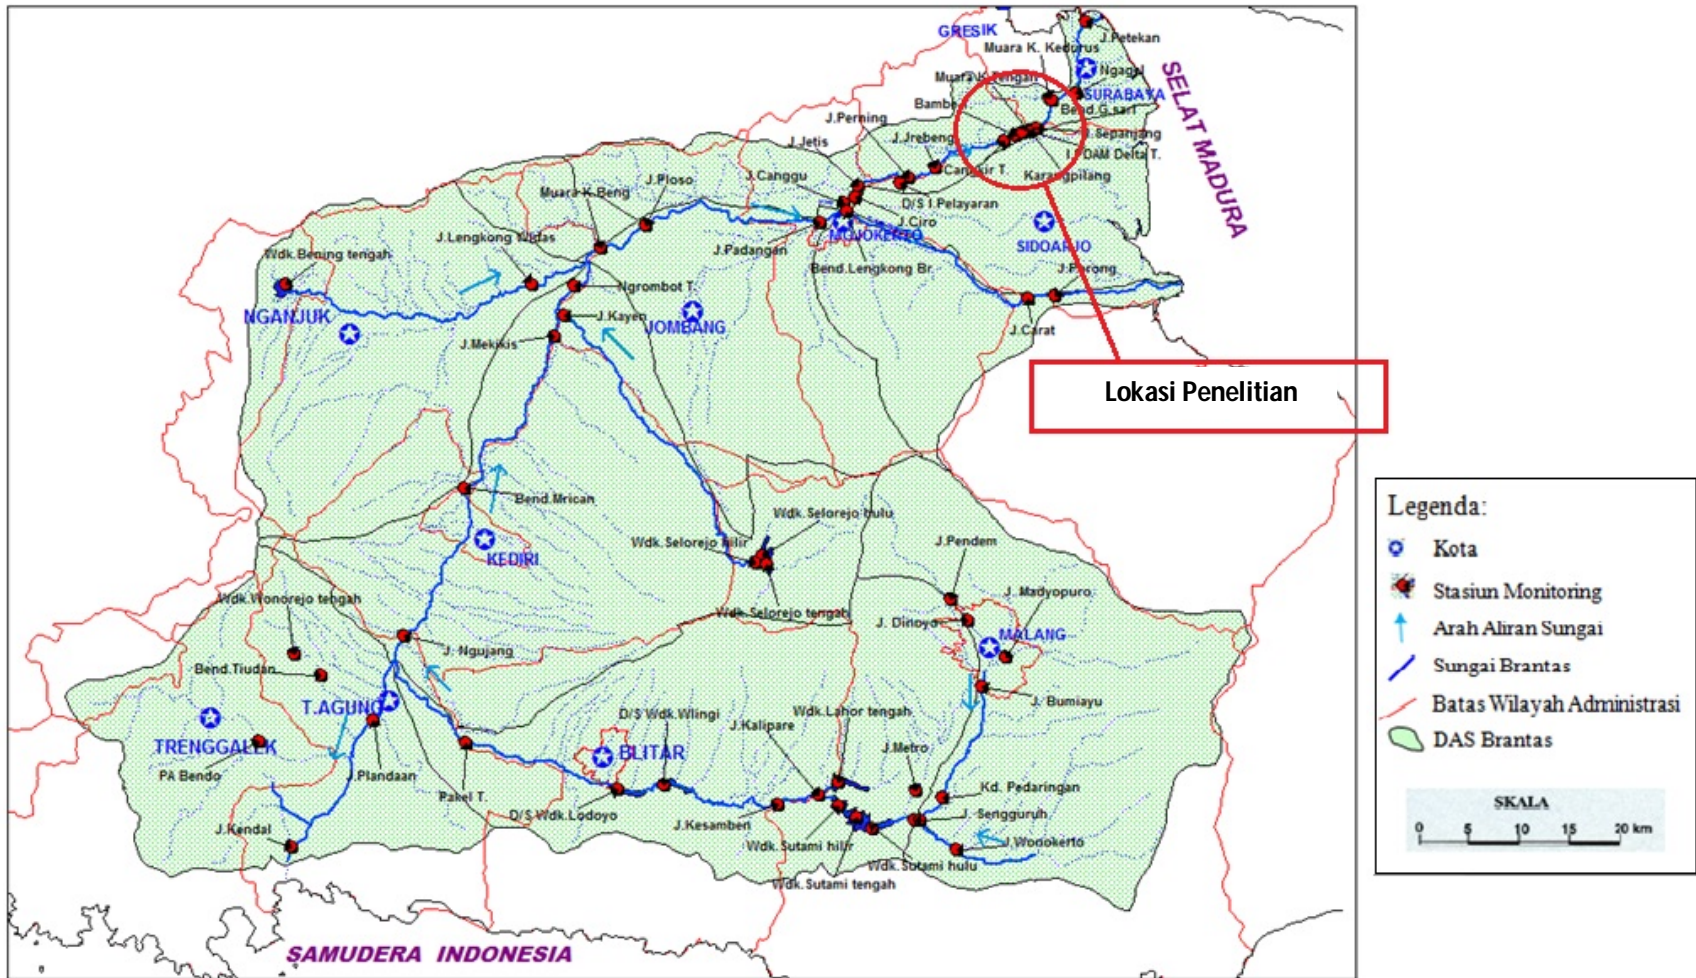 GRESIK
J.Petekan
Muara K. Kedurus
Ngagel
Muara K.Tengah
SURABAYA
Bambe T.
Bend.G.sari
J.Perning
J.Sepanjang
J.Jrebeng
J.Jetis
DAM Delta T.
Cangkir T.
Karangpilang
J.Canggu
D/S I.Pelayaran
J.Ploso
Muara K.Beng
J.Ciro
MOJOKERTO
SIDOARJO
J.Padangan
J.Lengkong Widas
Wdk.Bening tengah
Bend.Lengkong Br.
J.Porong
Ngrombot T.
NGANJUK
J.Kayen
JOMBANG
J.Carat
J.Mekikis
SELAT MADURA
Lokasi Penelitian
Bend.Mrican
Wdk.Selorejo hulu
Wdk.Selorejo hilir
J.Pendem
KEDIRI
Wdk.Wonorejo tengah
Wdk.Selorejo tengah
J. Madyopuro
J. Dinoyo
MALANG
J. Ngujang
Bend.Tiudan
J. Bumiayu
T.AGUNG
D/S Wdk.Wlingi
Wdk.Lahor tengah
J.Kalipare
TRENGGALEK
BLITAR
J.Metro
PA Bendo
J.Plandaan
Pakel T.
Kd. Pedaringan
D/S Wdk.Lodoyo
J.Kesamben
J. Sengguruh
J.Kendal
Wdk.Sutami hilir
J.Wonokerto
Wdk.Sutami hulu
Wdk.Sutami tengah
SAMUDERA INDONESIA
Legenda:
Kota
Stasiun Monitoring
Arah Aliran Sungai
Sungai Brantas
Batas Wilayah Administrasi
DAS Brantas
SKALA
0 5 10 15 20 km